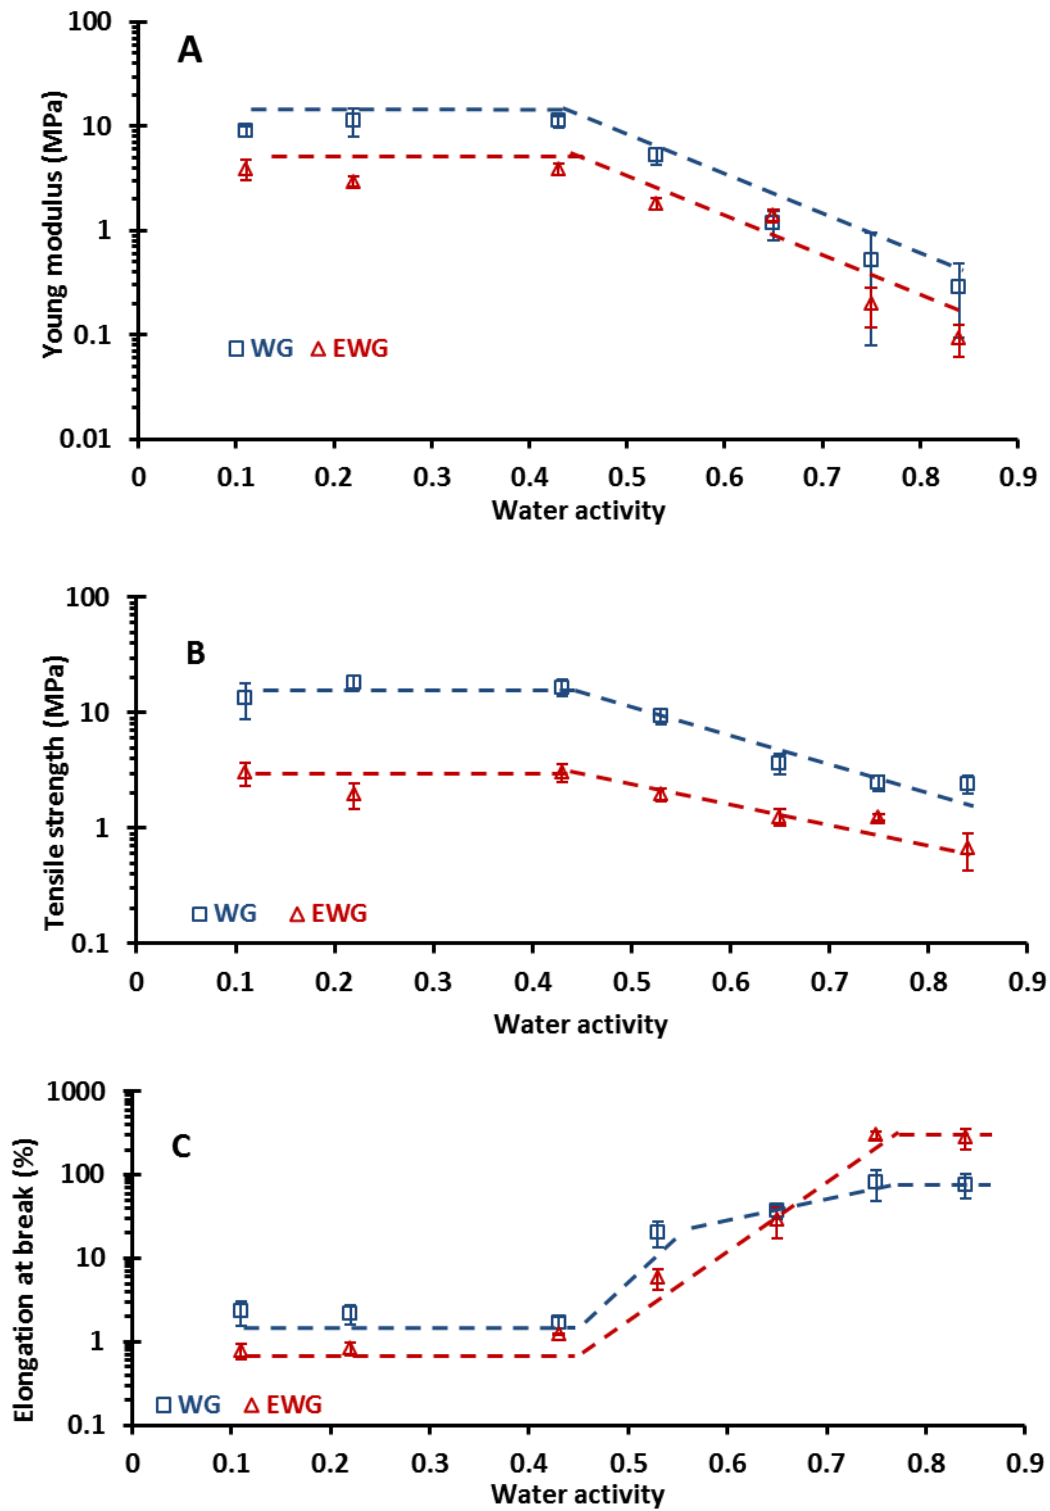 A
Young modulus (MPa)
100
10
1
0.1
0.01
WG EWG
0 0.1 0.2 0.3 0.4 0.5 0.6 0.7 0.8 0.9
Water activity
B
Tensile strength (MPa)
100
10
1
0.1
WG EWG
0 0.1 0.2 0.3 0.4 0.5 0.6 0.7 0.8 0.9
Water activity
C
Elongation at break (%)
1000
100
10
1
0.1
WG EWG
0 0.1 0.2 0.3 0.4 0.5 0.6 0.7 0.8 0.9
Water activity